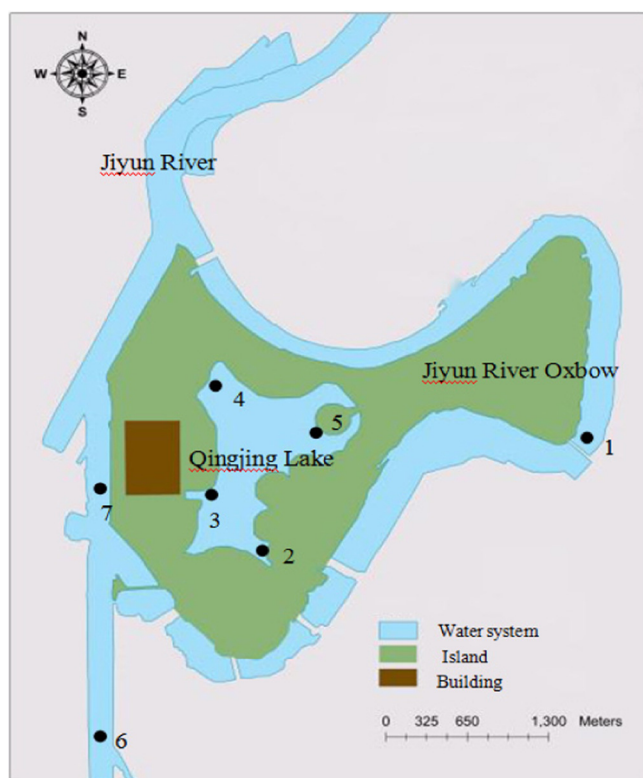 N
W E
S
Jiyun River
Jiyun River Oxbow
4
5
1
Qingjing Lake
7
3
2
Water system
Island
Building
0 325 650 1,300 Meters
6